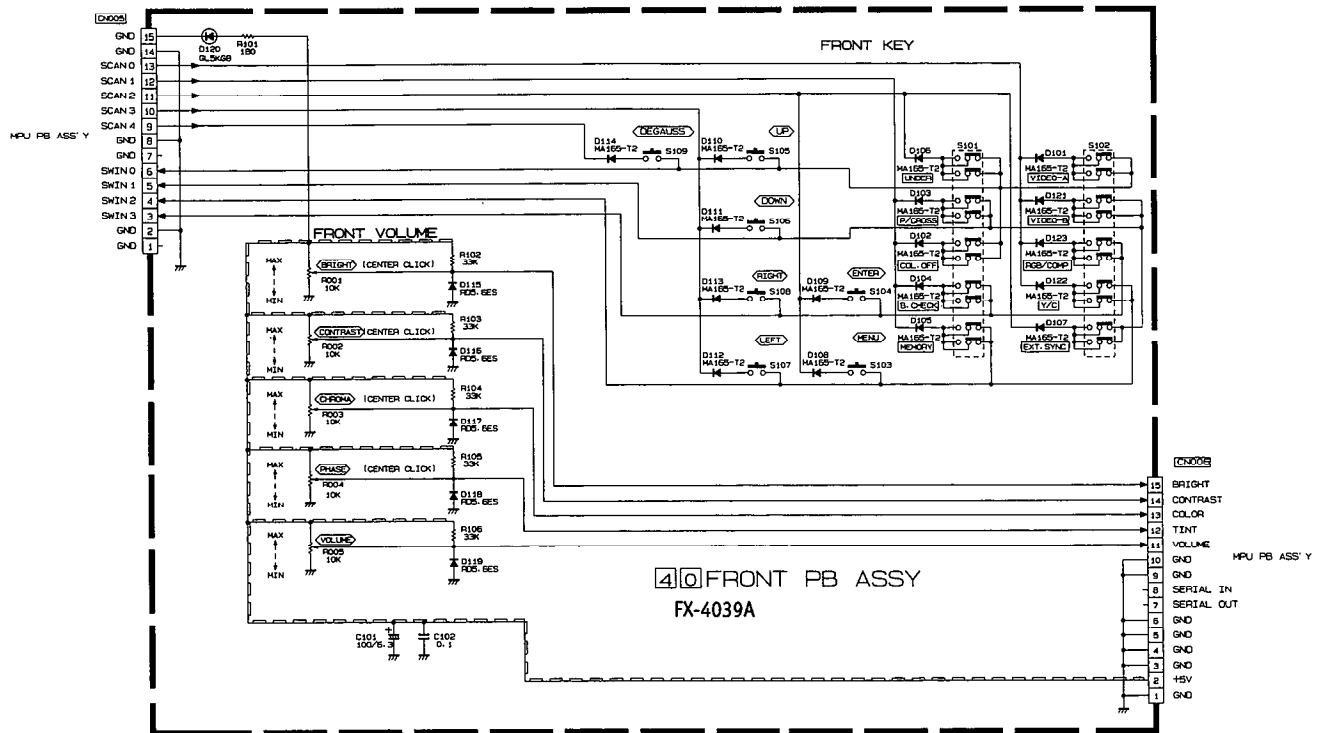 CN005
GND 15
GND 14
SCAN 0 13
SCAN 1 12
SCAN 2 11
SCAN 3 10
SCAN 4 9
GND 8
GND 7
SWIN 0 6
SWIN 1 5
SWIN 2 4
SWIN 3 3
GND 2
GND 1
MPU PB ASS'Y
D120
GL5KG8
R101
180
FRONT KEY
DEGAUSS
D114
MA165-T2
S109
UP
D110
MA165-T2
S105
DOWN
D111
MA165-T2
S106
RIGHT
D113
MA165-T2
S108
ENTER
D109
MA165-T2
S104
LEFT
D112
MA165-T2
S107
MENU
D108
MA165-T2
S103
S101
D106
MA165-T2
UNDER
D103
MA165-T2
P/CROSS
D102
MA165-T2
COL. OFF
D104
MA165-T2
B. CHECK
D105
MA165-T2
MEMORY
S102
D101
MA165-T2
VIDEO-A
D121
MA165-T2
VIDEO-B
D123
MA165-T2
RGB/COMP.
D122
MA165-T2
Y/C
D107
MA165-T2
EXT. SYNC
FRONT VOLUME
MAX
MIN
BRIGHT (CENTER CLICK)
R001
10K
R102
33K
D115
RD5.6ES
MAX
MIN
CONTRAST (CENTER CLICK)
R002
10K
R103
33K
D116
RD5.6ES
MAX
MIN
CHROMA (CENTER CLICK)
R003
10K
R104
33K
D117
RD5.6ES
MAX
MIN
PHASE (CENTER CLICK)
R004
10K
R105
33K
D118
RD5.6ES
MAX
MIN
VOLUME
R005
10K
R106
33K
D119
RD5.6ES
C101
100/6.3
C102
0.1
40 FRONT PB ASSY
FX-4039A
CN006
15 BRIGHT
14 CONTRAST
13 COLOR
12 TINT
11 VOLUME
10 GND
9 GND
8 SERIAL IN
7 SERIAL OUT
6 GND
5 GND
4 GND
3 GND
2 +5V
1 GND
MPU PB ASS'Y